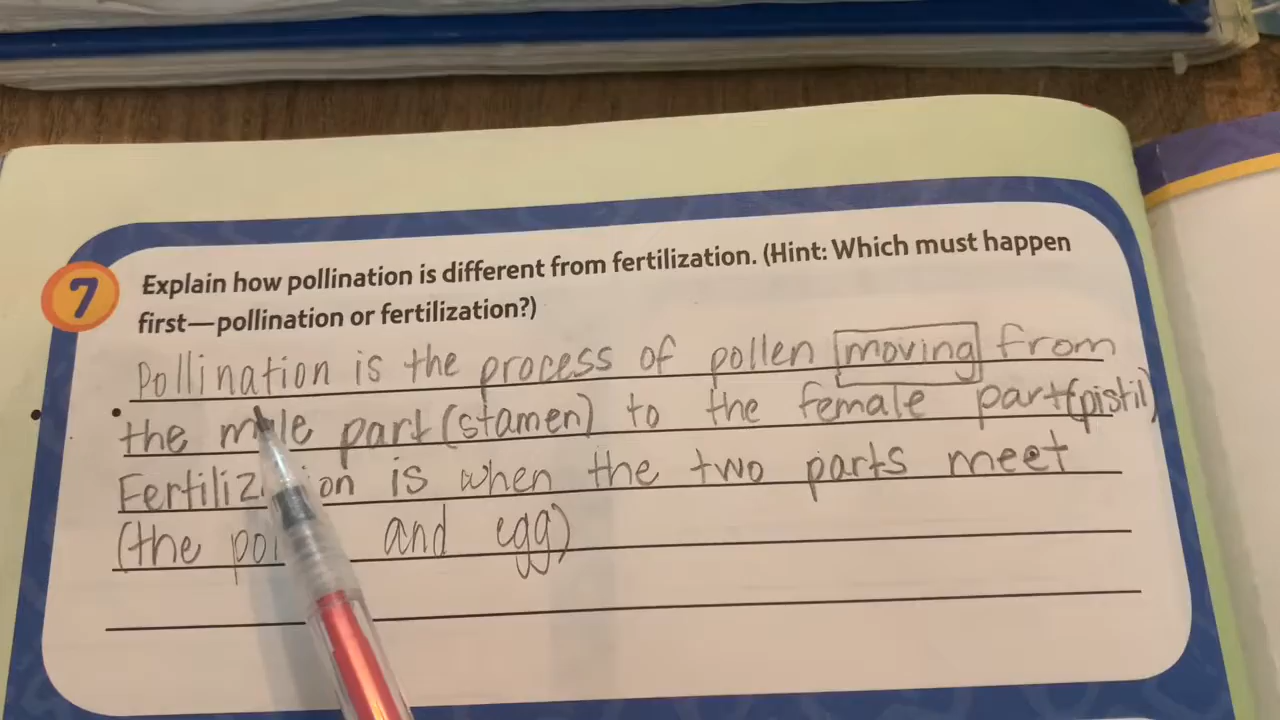 7
Explain how pollination is different from fertilization. (Hint: Which must happen
first—pollination or fertilization?)
Pollination is the process of pollen moving from
the male part (stamen) to the female part (pistil)
Fertilization is when the two parts meet
(the and egg)